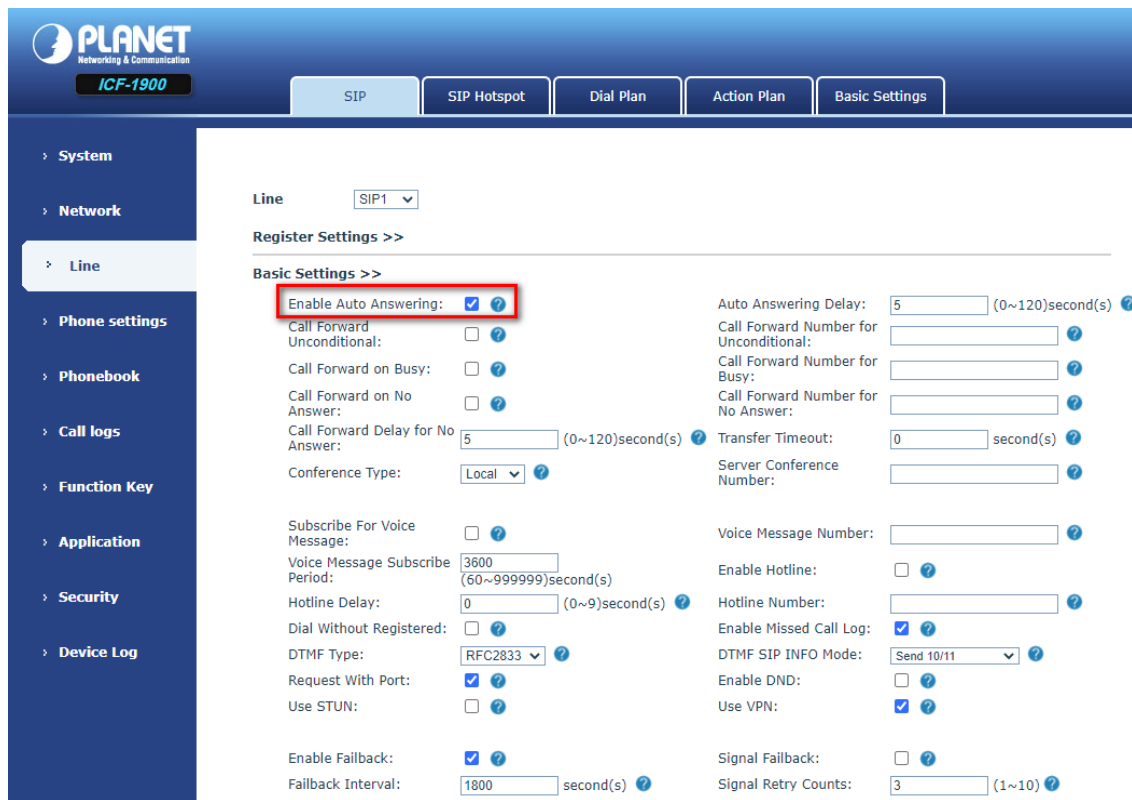 PLANET
Networking & Communication
ICF-1900
SIP
SIP Hotspot
Dial Plan
Action Plan
Basic Settings
› System
› Network
› Line
› Phone settings
› Phonebook
› Call logs
› Function Key
› Application
› Security
› Device Log
Line SIP1
Register Settings >>
Basic Settings >>
Enable Auto Answering: ?
Auto Answering Delay: 5 (0~120)second(s) ?
Call Forward
Unconditional: ?
Call Forward Number for
Unconditional: ?
Call Forward on Busy: ?
Call Forward Number for
Busy: ?
Call Forward on No
Answer: ?
Call Forward Number for
No Answer: ?
Call Forward Delay for No
Answer: 5 (0~120)second(s) ?
Transfer Timeout: 0 second(s) ?
Conference Type: Local ?
Server Conference
Number: ?
Subscribe For Voice
Message: ?
Voice Message Number: ?
Voice Message Subscribe
Period: 3600
(60~999999)second(s)
Enable Hotline: ?
Hotline Delay: 0 (0~9)second(s) ?
Hotline Number: ?
Dial Without Registered: ?
Enable Missed Call Log: ?
DTMF Type: RFC2833 ?
DTMF SIP INFO Mode: Send 10/11 ?
Request With Port: ?
Enable DND: ?
Use STUN: ?
Use VPN: ?
Enable Failback: ?
Signal Failback: ?
Failback Interval: 1800 second(s) ?
Signal Retry Counts: 3 (1~10) ?